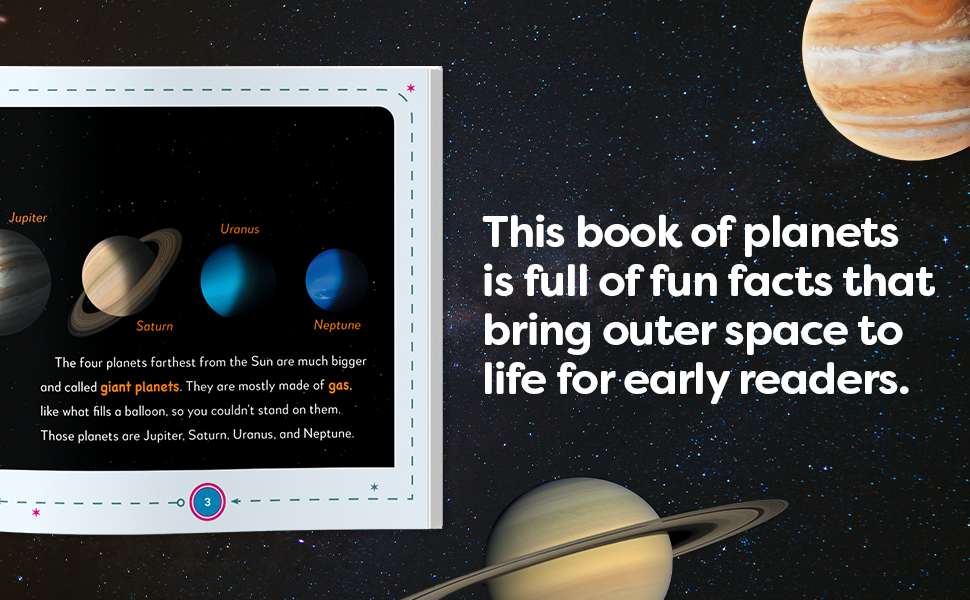 Jupiter
Saturn
Uranus
Neptune
The four planets farthest from the Sun are much bigger
and called giant planets. They are mostly made of gas,
like what fills a balloon, so you couldn't stand on them.
Those planets are Jupiter, Saturn, Uranus, and Neptune.
3
This book of planets
is full of fun facts that
bring outer space to
life for early readers.